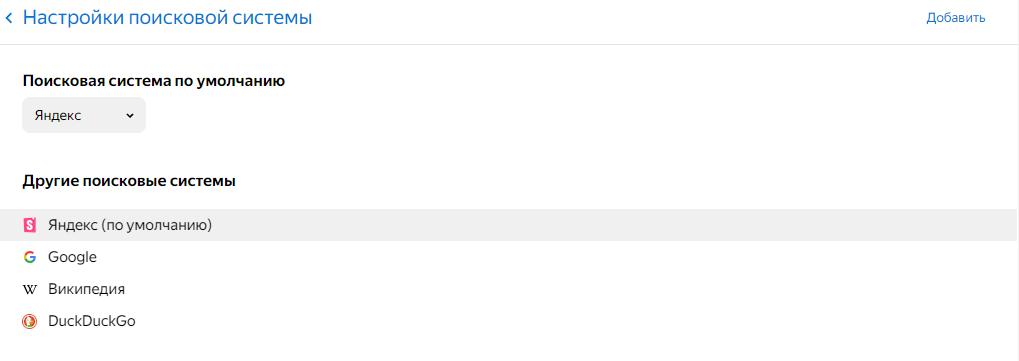 Настройки поисковой системы
Добавить
Поисковая система по умолчанию
Яндекс
Другие поисковые системы
Яндекс (по умолчанию)
Google
Википедия
DuckDuckGo